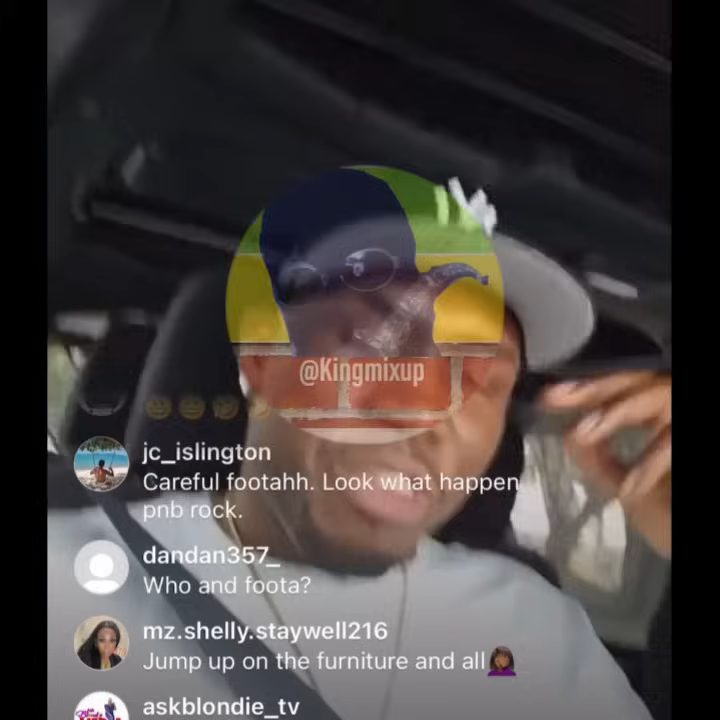 @Kingmixup
jc_islington
Careful footahh. Look what happen
pnb rock.
dandan357_
Who and foota?
mz.shelly.staywell216
Jump up on the furniture and all🤦🏾‍♀️
askblondie_tv